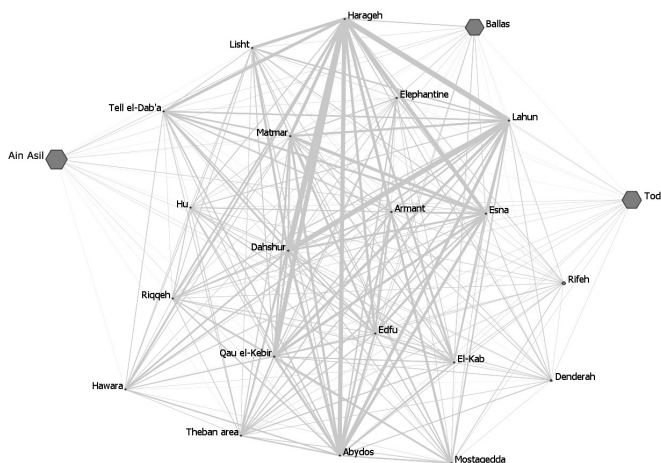 Harageh
Ballas
Lisht
Elephantine
Tell el-Dab'a
Lahun
Matmar
Ain Asil
Tod
Hu
Armant
Esna
Dahshur
Rifeh
Riqqeh
Edfu
Qau el-Kebir
El-Kab
Denderah
Hawara
Theban area
Abydos
Mostagedda